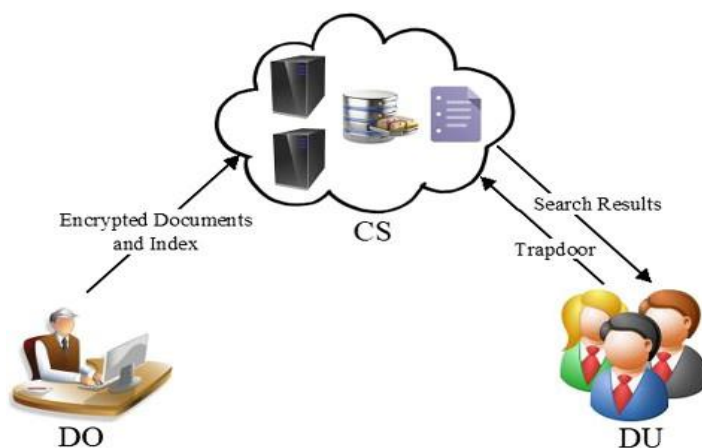 CS
Encrypted Documents
and Index
Search Results
Trapdoor
DO
DU